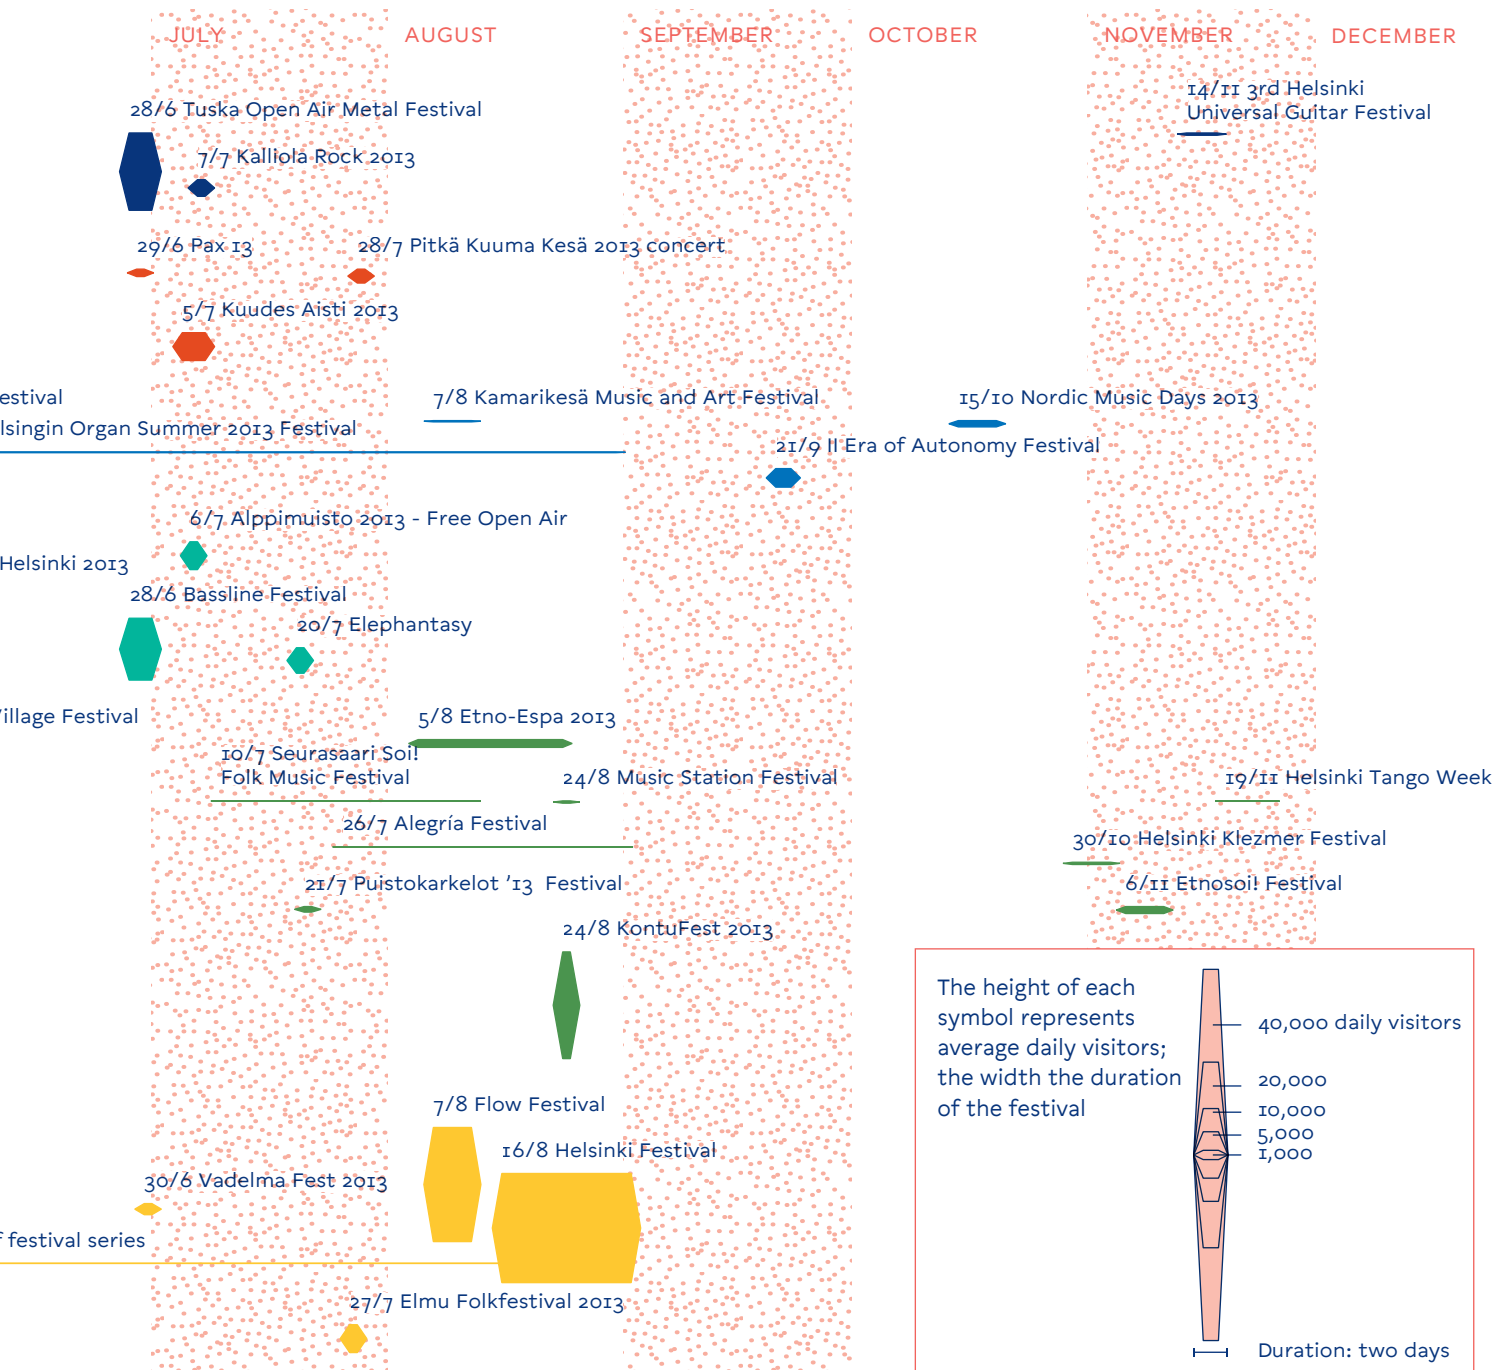 JULY
AUGUST
SEPTEMBER
OCTOBER
NOVEMBER
DECEMBER
14/11 3rd Helsinki
Universal Guitar Festival
28/6 Tuska Open Air Metal Festival
7/7 Kalliola Rock 2013
29/6 Pax 13
28/7 Pitkä Kuuma Kesä 2013 concert
5/7 Kuudes Aisti 2013
estival
7/8 Kamarikesä Music and Art Festival
15/10 Nordic Music Days 2013
lsingin Organ Summer 2013 Festival
21/9 II Era of Autonomy Festival
6/7 Alppimuisto 2013 - Free Open Air
Helsinki 2013
28/6 Bassline Festival
20/7 Elephantasy
illage Festival
5/8 Etno-Espa 2013
10/7 Seurasaari Soi!
Folk Music Festival
24/8 Music Station Festival
19/11 Helsinki Tango Week
26/7 Alegría Festival
30/10 Helsinki Klezmer Festival
21/7 Puistokarkelot '13 Festival
6/11 Etnosoi! Festival
24/8 KontuFest 2013
7/8 Flow Festival
16/8 Helsinki Festival
30/6 Vadelma Fest 2013
f festival series
27/7 Elmu Folkfestival 2013
The height of each
symbol represents
average daily visitors;
the width the duration
of the festival
40,000 daily visitors
20,000
10,000
5,000
1,000
Duration: two days